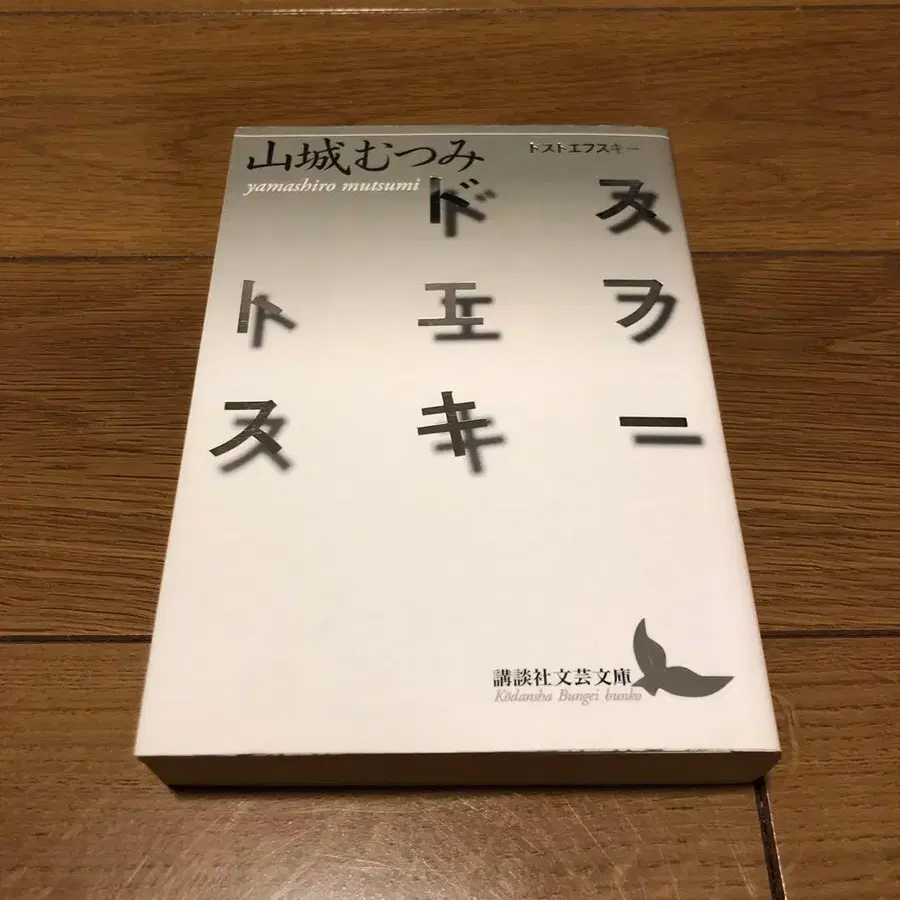 山城むつみ
yamashiro mutsumi
ドストエフスキー
ドス
トエフ
スキー
講談社文芸文庫
Kōdansha Bungei bunko